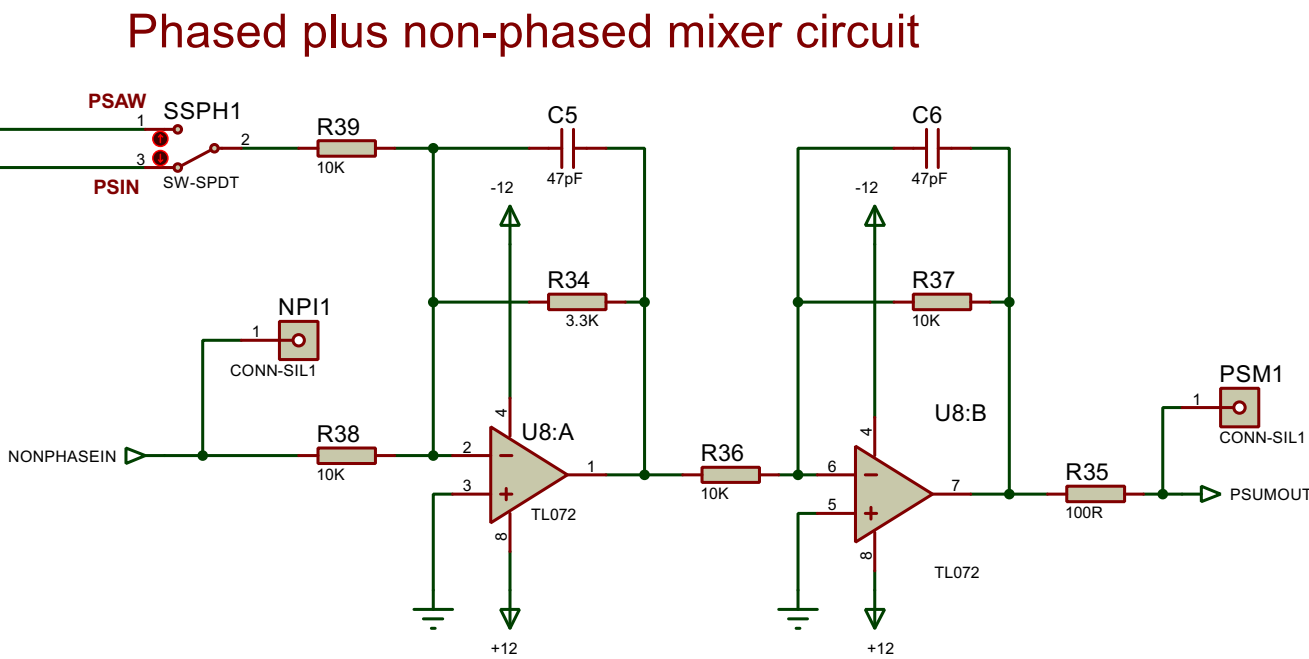 Phased plus non-phased mixer circuit
PSAW
1
SSPH1
2
3
SW-SPDT
PSIN
R39
10K
C5
47pF
C6
47pF
-12
-12
R34
3.3K
R37
10K
NPI1
1
CONN-SIL1
NONPHASEIN
R38
10K
4
U8:A
2
3
1
8
TL072
+12
R36
10K
4
U8:B
6
5
7
8
TL072
+12
R35
100R
PSM1
1
CONN-SIL1
PSUMOUT